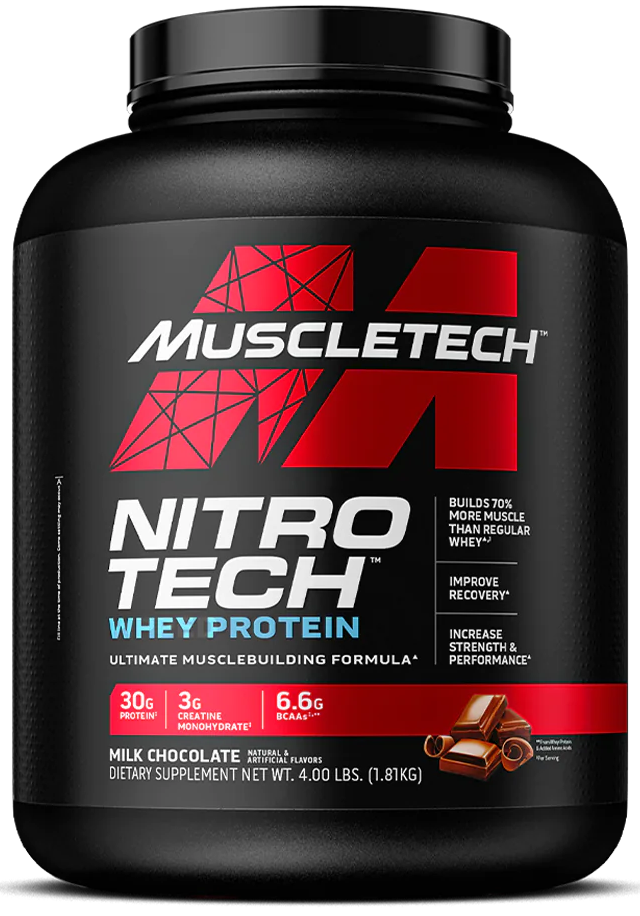 MUSCLETECH™
NITRO
TECH™
WHEY PROTEIN
ULTIMATE MUSCLEBUILDING FORMULA▲
BUILDS 70%
MORE MUSCLE
THAN REGULAR
WHEY▲
IMPROVE
RECOVERY▲
INCREASE
STRENGTH &
PERFORMANCE▲
30G
PROTEIN‡
3G
CREATINE
MONOHYDRATE‡
6.6G
BCAAs
MILK CHOCOLATE
NATURAL &
ARTIFICIAL FLAVORS
DIETARY SUPPLEMENT NET WT. 4.00 LBS. (1.81KG)